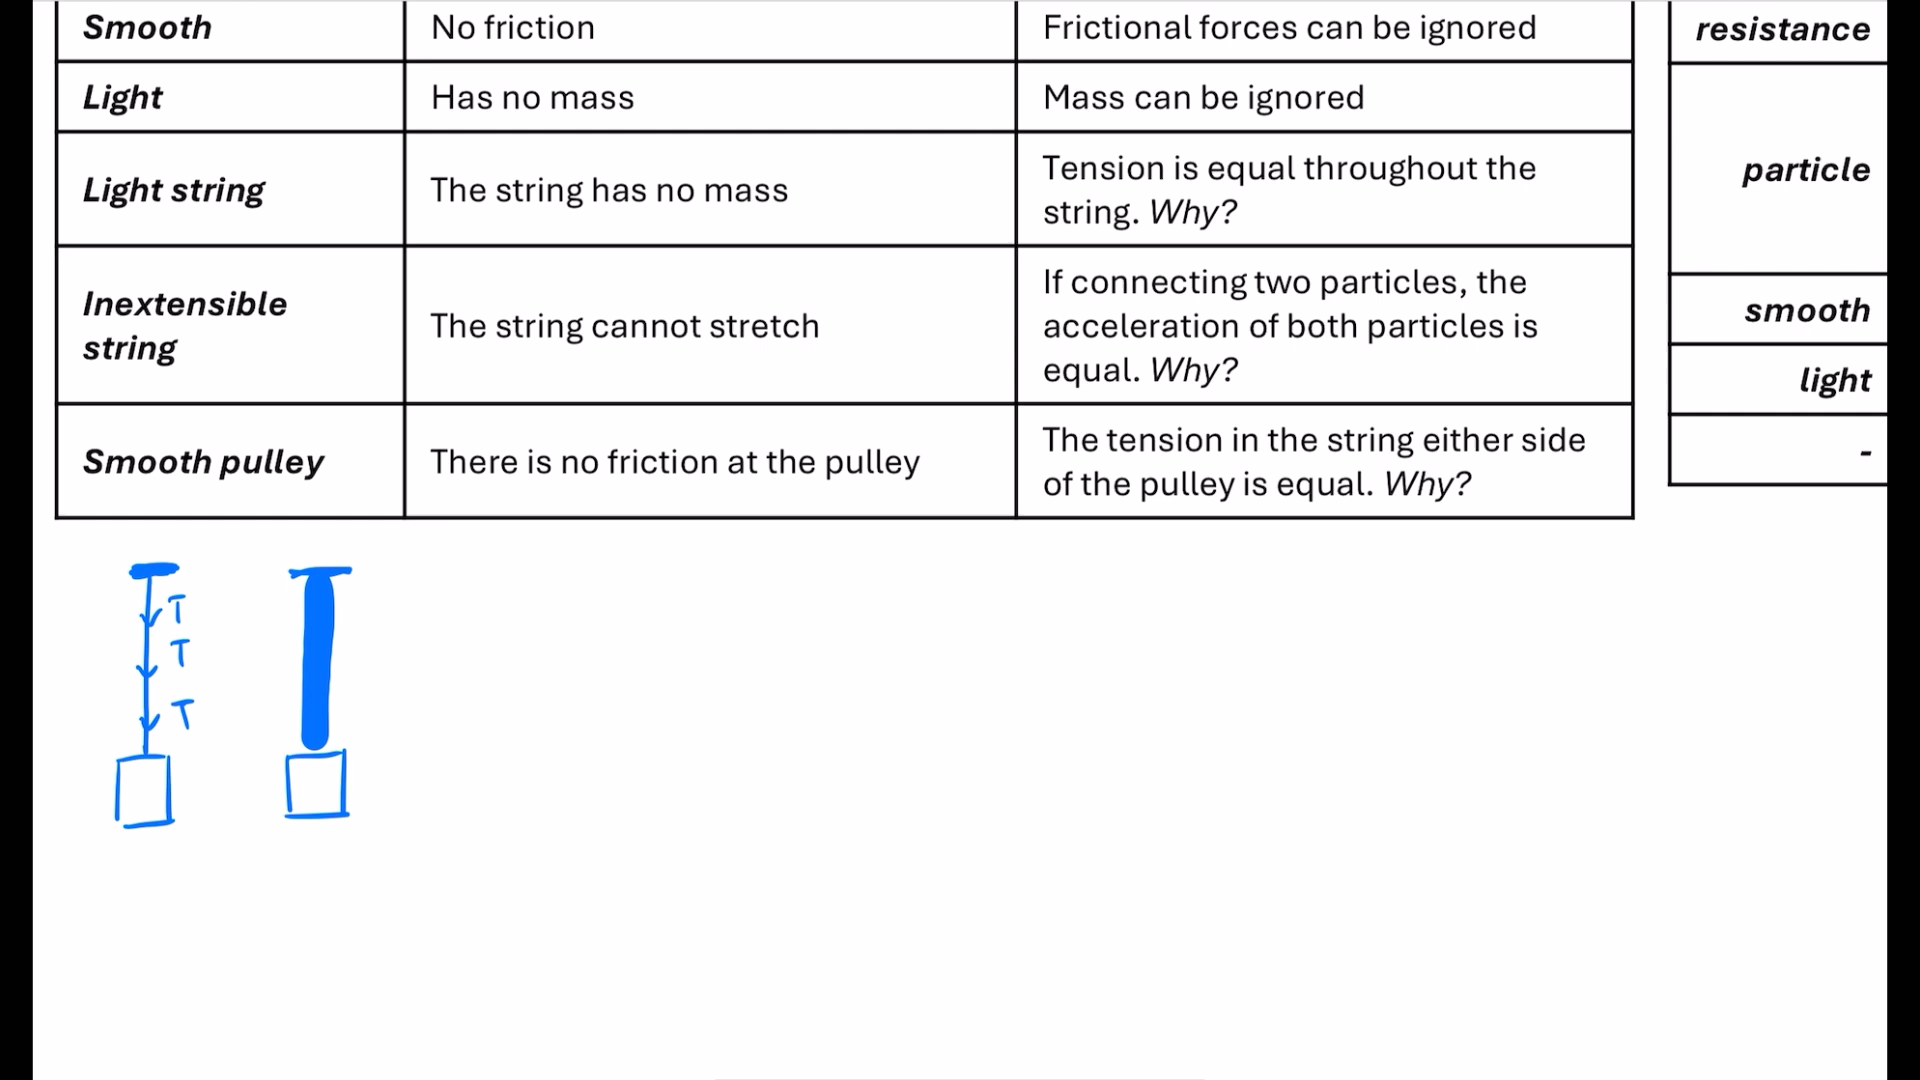 Smooth
No friction
Frictional forces can be ignored
Light
Has no mass
Mass can be ignored
Light string
The string has no mass
Tension is equal throughout the
string. Why?
Inextensible
string
The string cannot stretch
If connecting two particles, the
acceleration of both particles is
equal. Why?
Smooth pulley
There is no friction at the pulley
The tension in the string either side
of the pulley is equal. Why?
resistance
particle
smooth
light
-
T
T
T